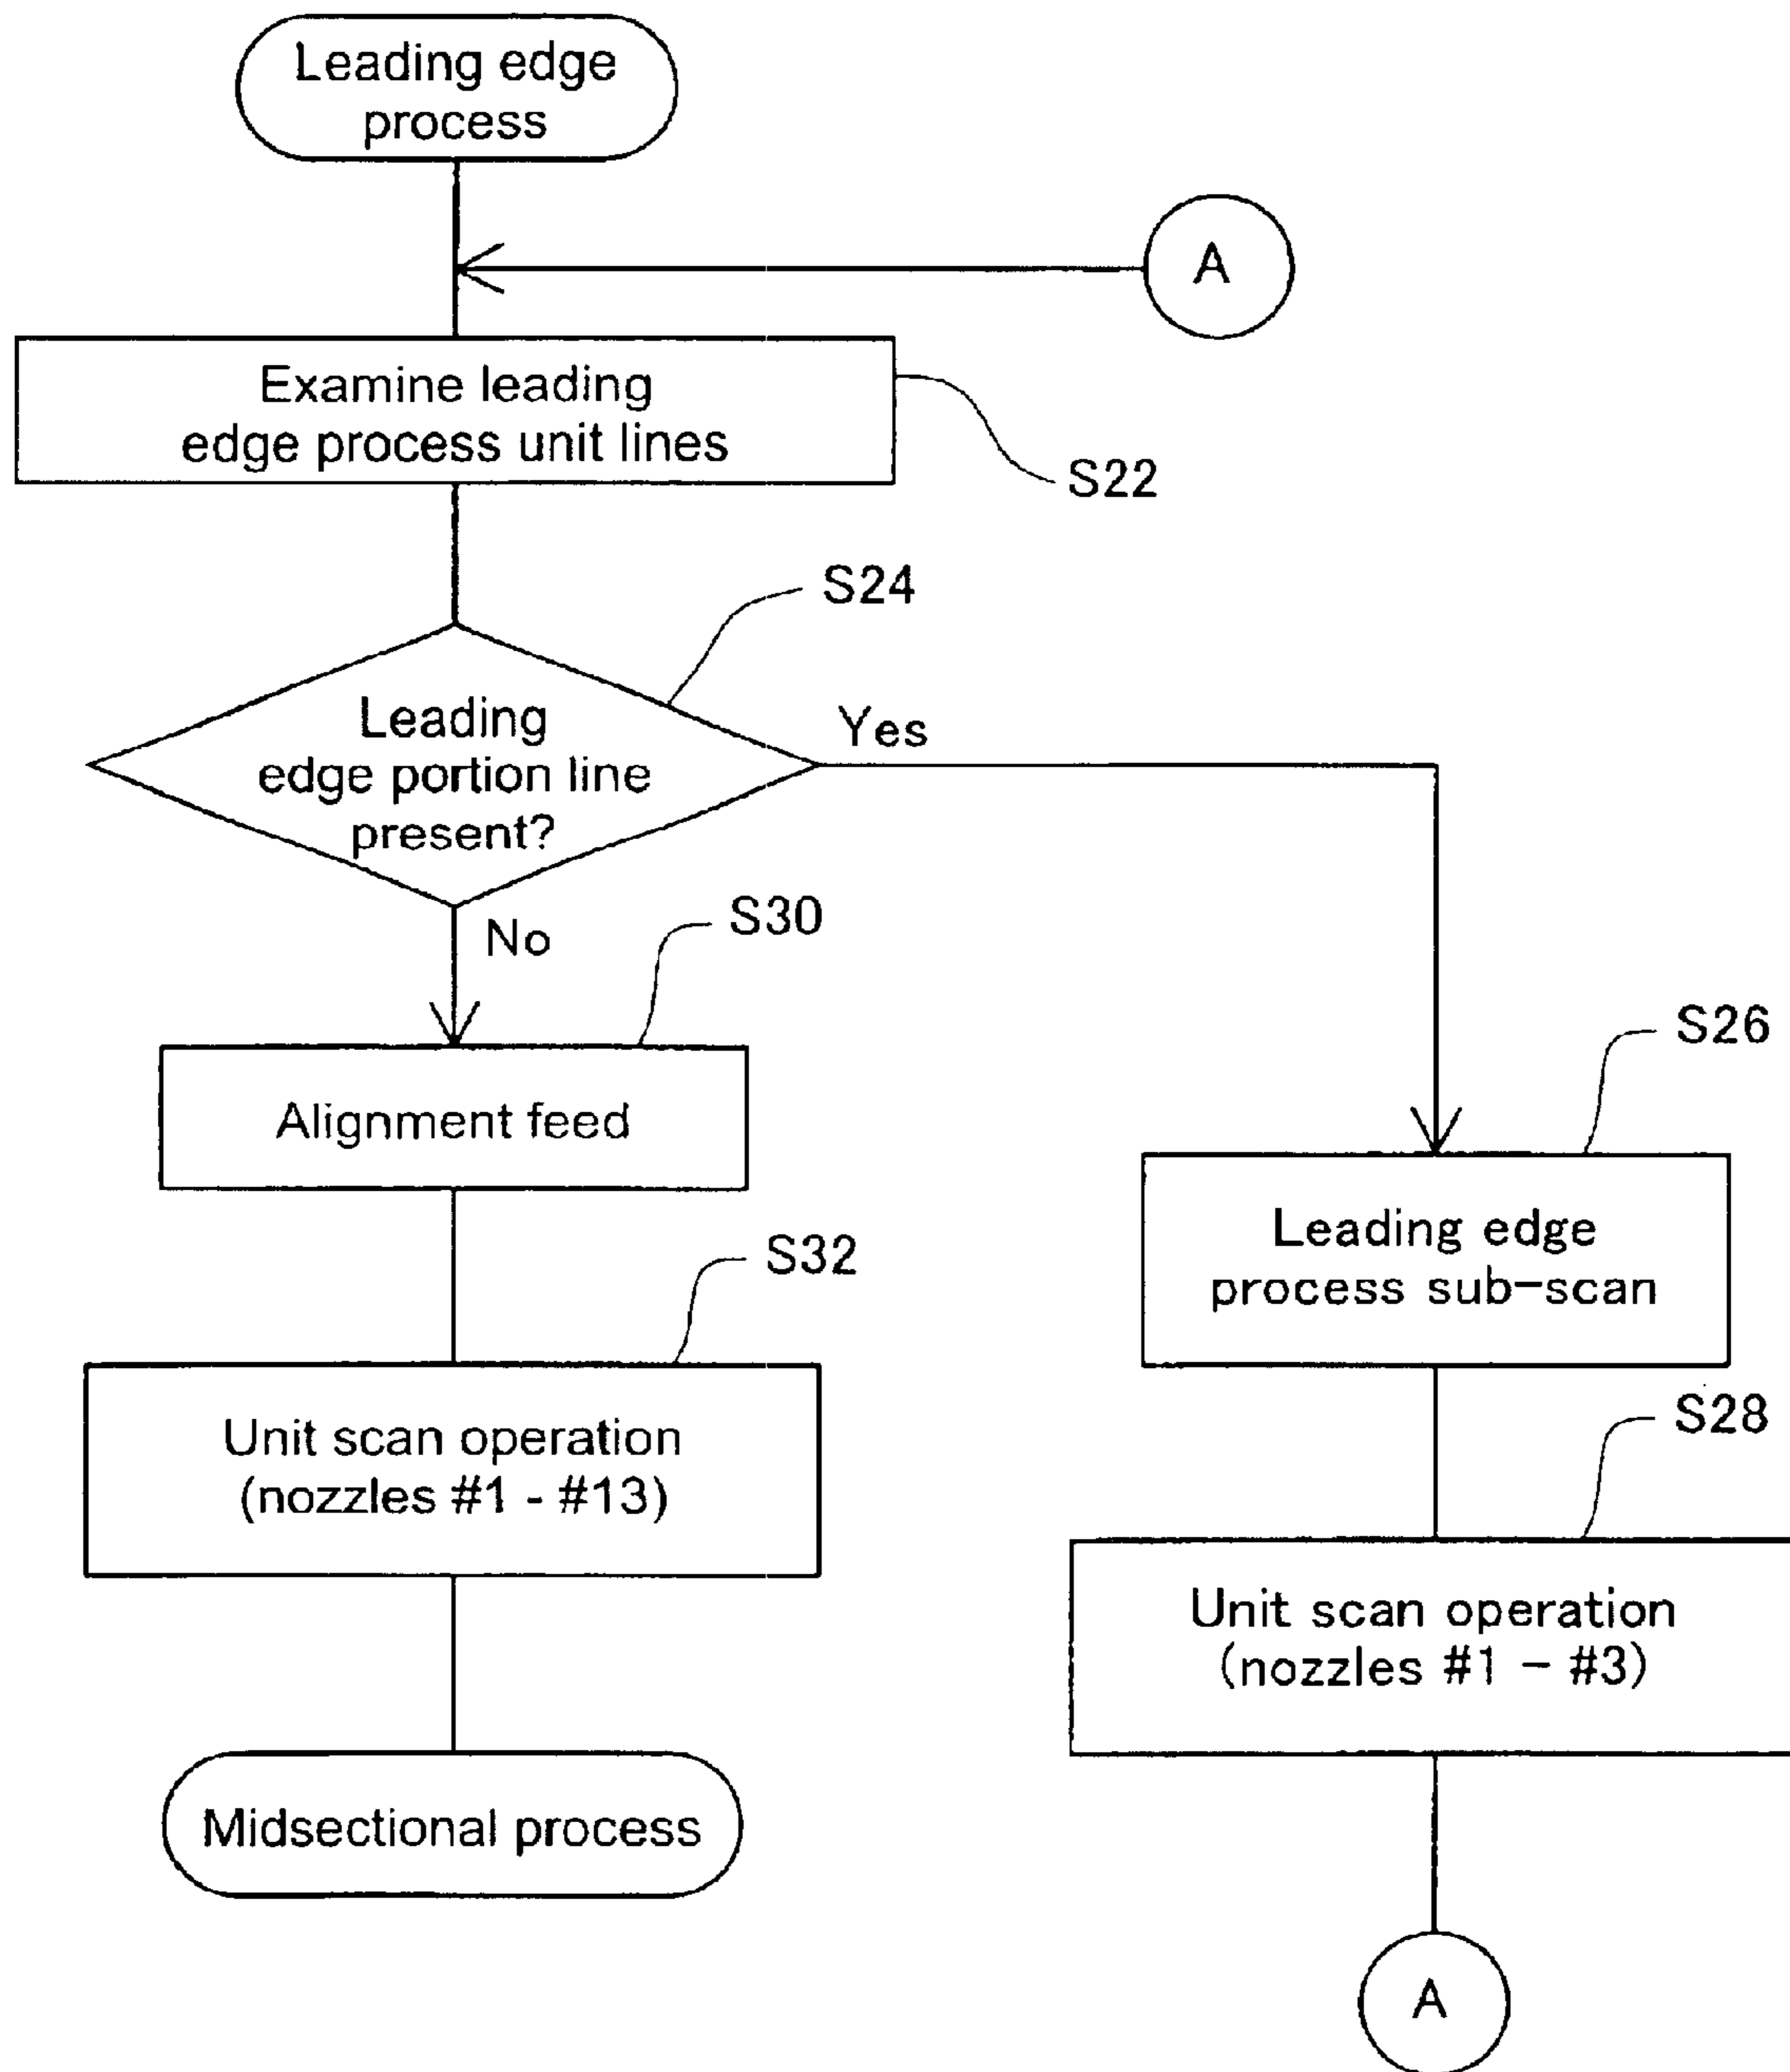 Leading edge
process
A
Examine leading
edge process unit lines
S22
S24
Leading
edge portion line
present?
Yes
No
S30
Alignment feed
S26
Leading edge
process sub-scan
S32
Unit scan operation
(nozzles #1 - #13)
S28
Unit scan operation
(nozzles #1 - #3)
Midsectional process
A